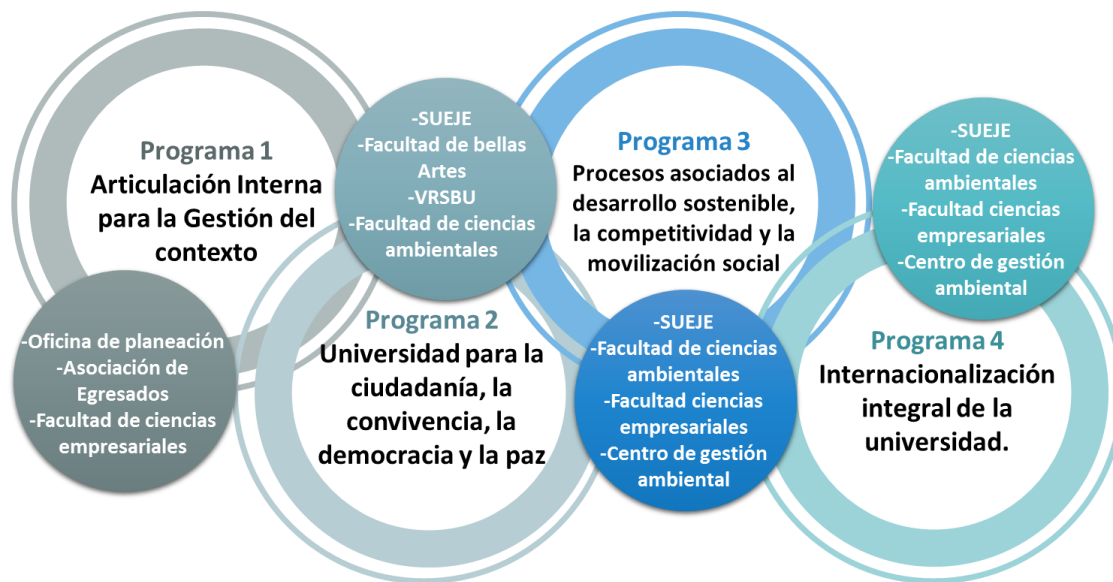 Programa 1
Articulación Interna
para la Gestión del
contexto
-Oficina de planeación
-Asociación de
Egresados
-Facultad de ciencias
empresariales
-SUEJE
-Facultad de bellas
Artes
-VRSBU
-Facultad de ciencias
ambientales
Programa 2
Universidad para la
ciudadanía, la
convivencia, la
democracia y la paz
Programa 3
Procesos asociados al
desarrollo sostenible,
la competitividad y la
movilización social
-SUEJE
-Facultad de ciencias
ambientales
-Facultad ciencias
empresariales
-Centro de gestión
ambiental
-SUEJE
-Facultad de ciencias
ambientales
-Facultad ciencias
empresariales
-Centro de gestión
ambiental
Programa 4
Internacionalización
integral de la
universidad.